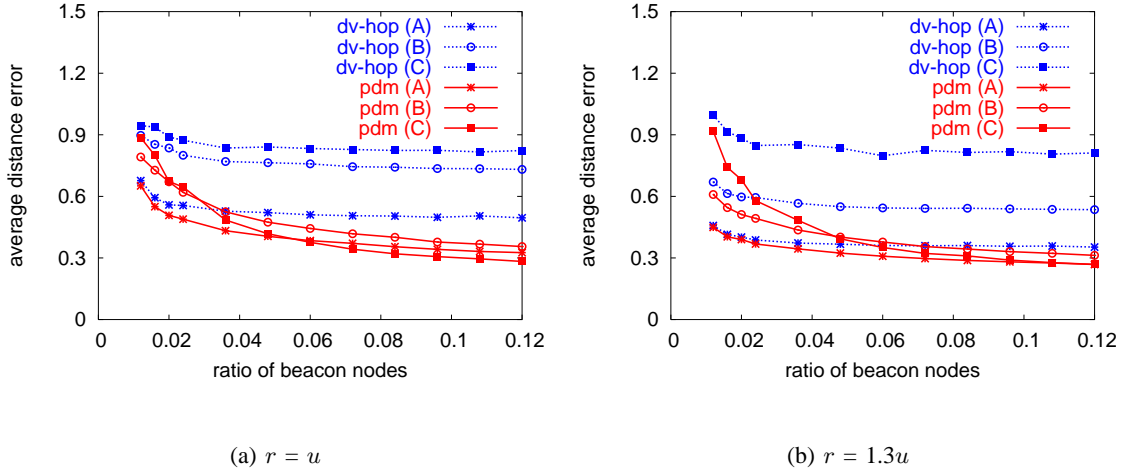 average distance error
1.5
1.2
0.9
0.6
0.3
0
dv-hop (A)
dv-hop (B)
dv-hop (C)
pdm (A)
pdm (B)
pdm (C)
0 0.02 0.04 0.06 0.08 0.1 0.12
ratio of beacon nodes
(a) r = u
average distance error
1.5
1.2
0.9
0.6
0.3
0
dv-hop (A)
dv-hop (B)
dv-hop (C)
pdm (A)
pdm (B)
pdm (C)
0 0.02 0.04 0.06 0.08 0.1 0.12
ratio of beacon nodes
(b) r = 1.3u